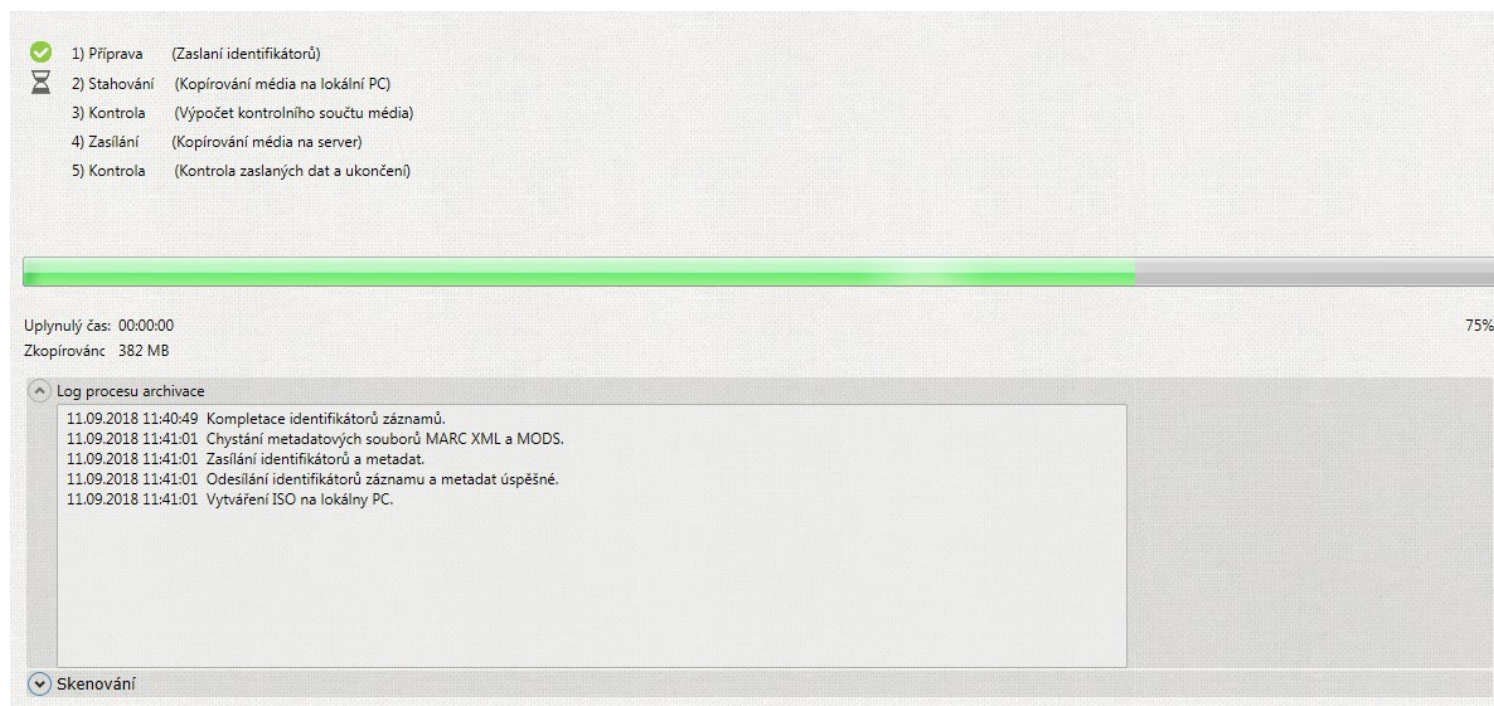 1) Příprava (Zaslaní identifikátorů)
2) Stahování (Kopírování média na lokální PC)
3) Kontrola (Výpočet kontrolního součtu média)
4) Zasílání (Kopírování média na server)
5) Kontrola (Kontrola zaslaných dat a ukončení)
Uplynulý čas: 00:00:00 75%
Zkopírovánc 382 MB
Log procesu archivace
11.09.2018 11:40:49 Kompletace identifikátorů záznamů.
11.09.2018 11:41:01 Chystání metadatových souborů MARC XML a MODS.
11.09.2018 11:41:01 Zasílání identifikátorů a metadat.
11.09.2018 11:41:01 Odesílání identifikátorů záznamu a metadat úspěšné.
11.09.2018 11:41:01 Vytváření ISO na lokálny PC.
Skenování